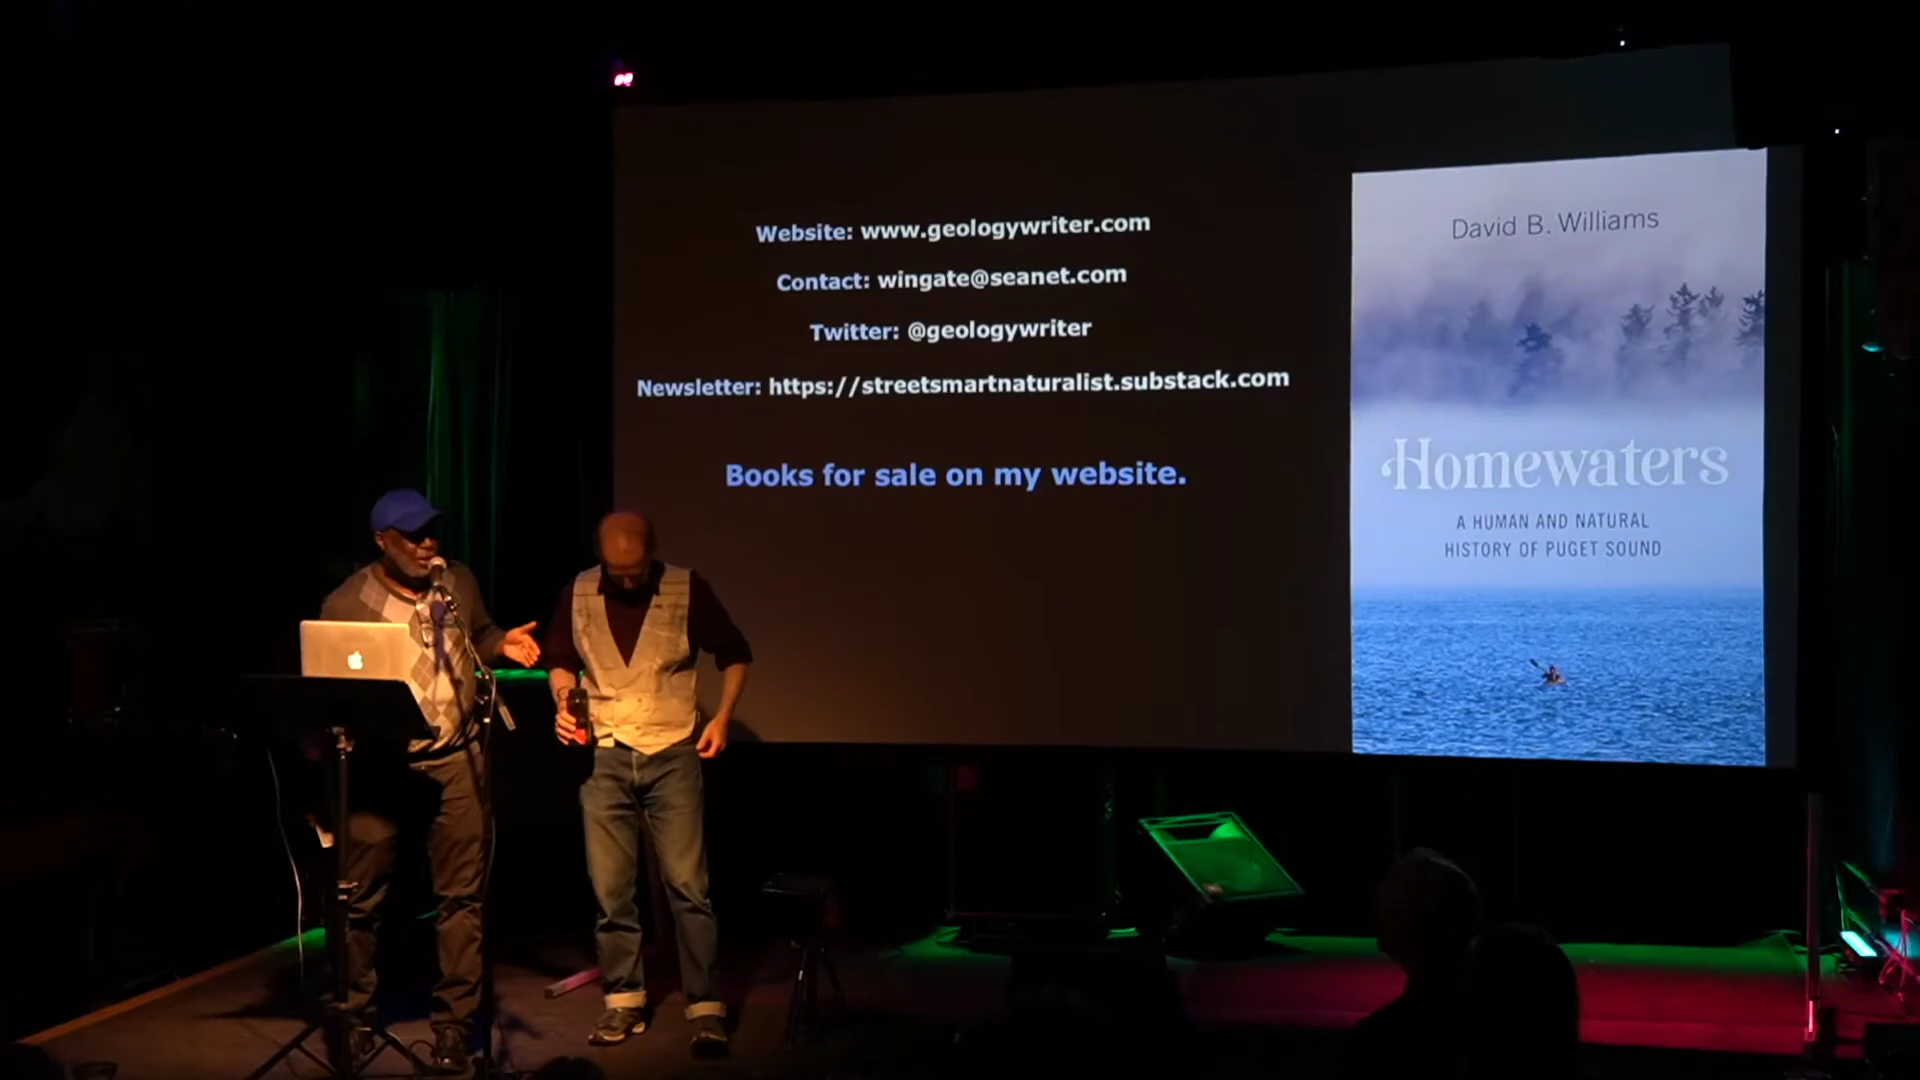 Website: www.geologywriter.com
Contact: wingate@seanet.com
Twitter: @geologywriter
Newsletter: https://streetsmartnaturalist.substack.com
Books for sale on my website.
David B. Williams
Homewaters
A HUMAN AND NATURAL
HISTORY OF PUGET SOUND